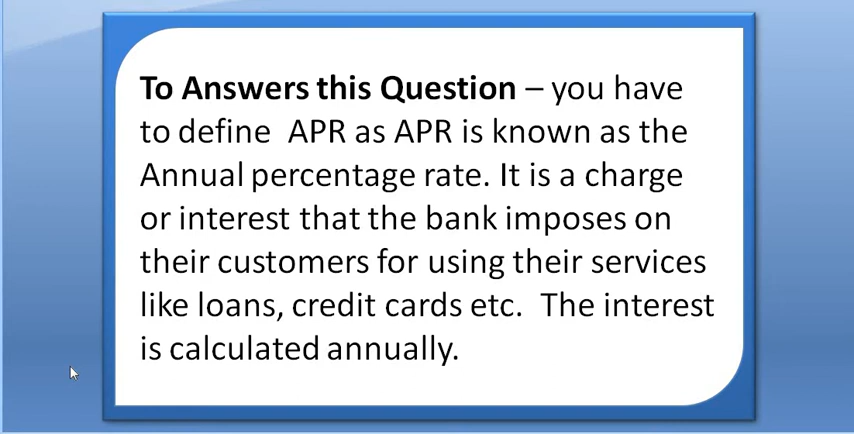 To Answers this Question – you have
to define  APR as APR is known as the
Annual percentage rate. It is a charge
or interest that the bank imposes on
their customers for using their services
like loans, credit cards etc.  The interest
is calculated annually.